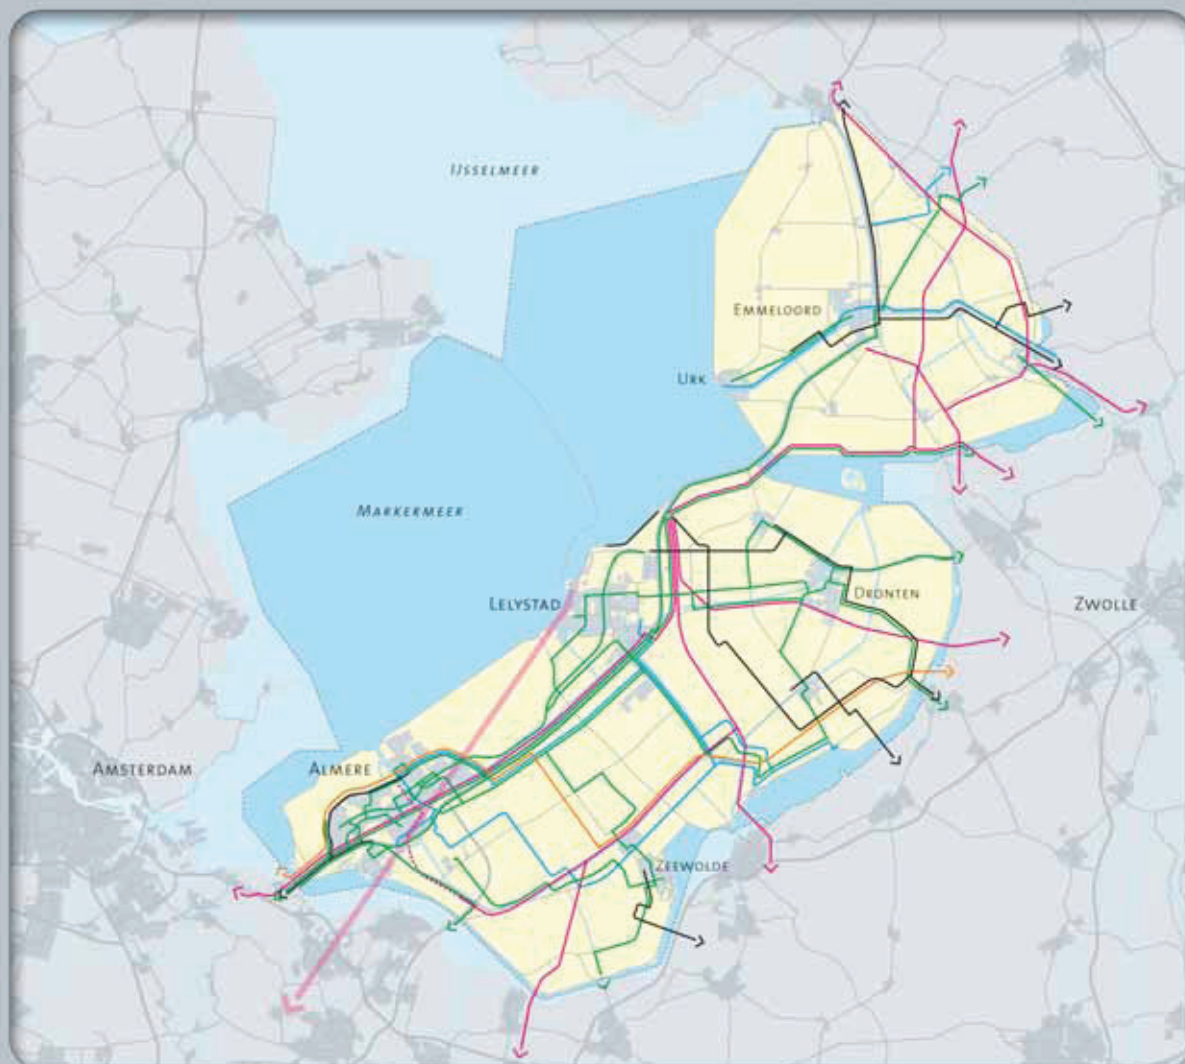 IJSSELMEER
EMMELOORD
URK
MARKERMEER
LELYSTAD
DRONTEN
ZWOLLE
AMSTERDAM
ALMERE
ZEEWOLDE